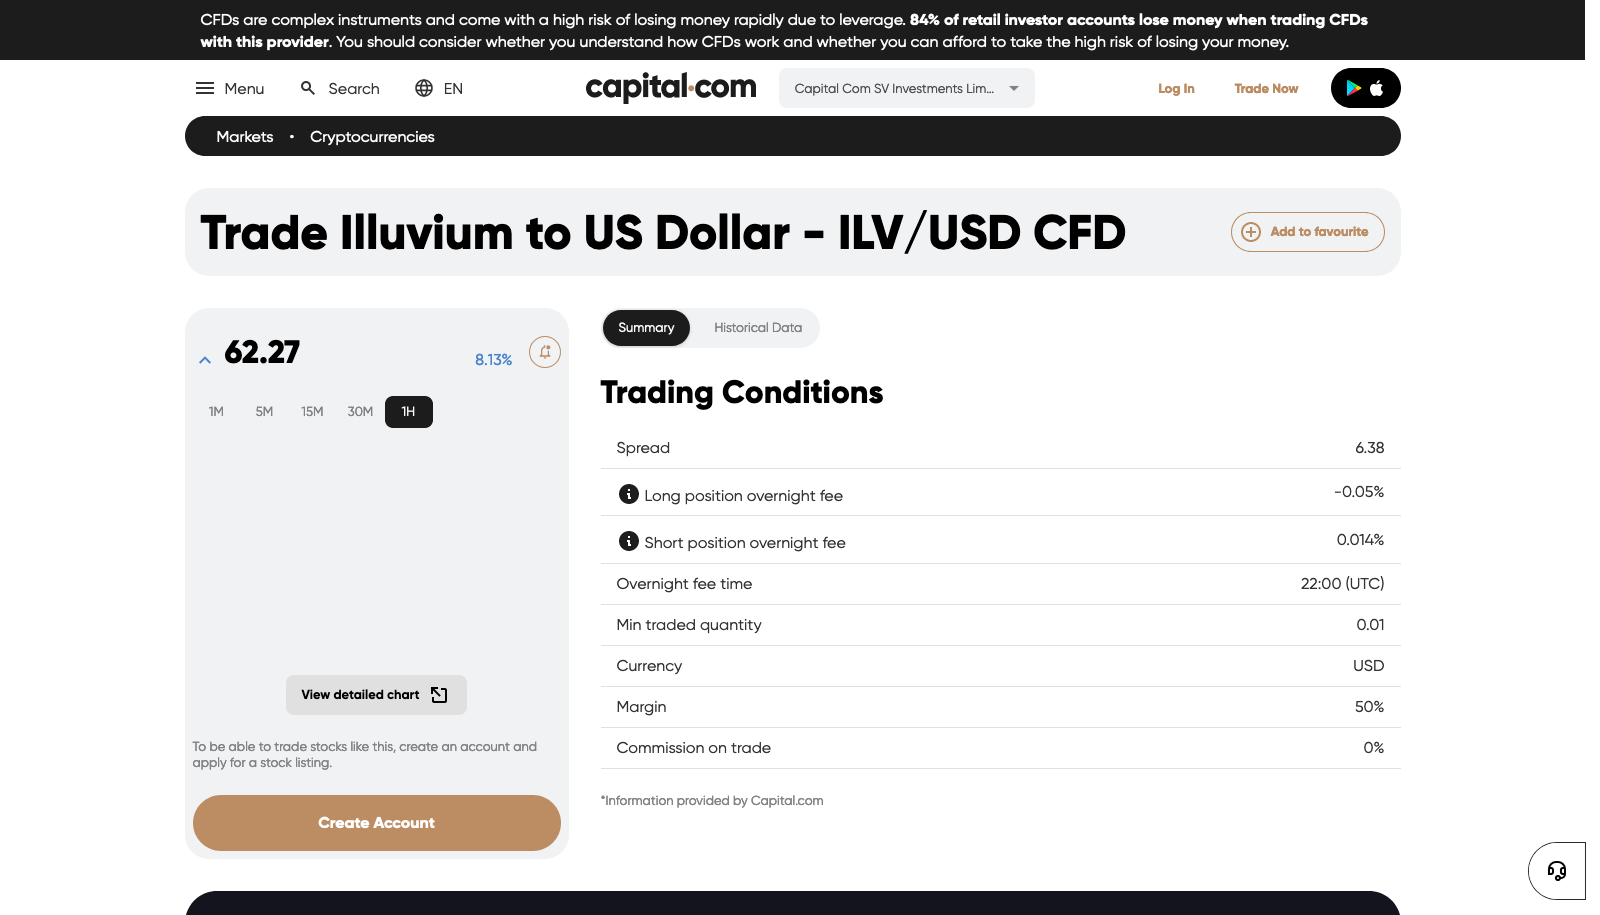 CFDs are complex instruments and come with a high risk of losing money rapidly due to leverage. 84% of retail investor accounts lose money when trading CFDs
with this provider. You should consider whether you understand how CFDs work and whether you can afford to take the high risk of losing your money.
Menu Search EN capital.com Capital Com SV Investments Lim... Log In Trade Now
Markets • Cryptocurrencies
Trade Illuvium to US Dollar - ILV/USD CFD
Add to favourite
62.27 8.13%
1M 5M 15M 30M 1H
View detailed chart
To be able to trade stocks like this, create an account and
apply for a stock listing.
Create Account
Summary Historical Data
Trading Conditions
Spread 6.38
Long position overnight fee -0.05%
Short position overnight fee 0.014%
Overnight fee time 22:00 (UTC)
Min traded quantity 0.01
Currency USD
Margin 50%
Commission on trade 0%
*Information provided by Capital.com